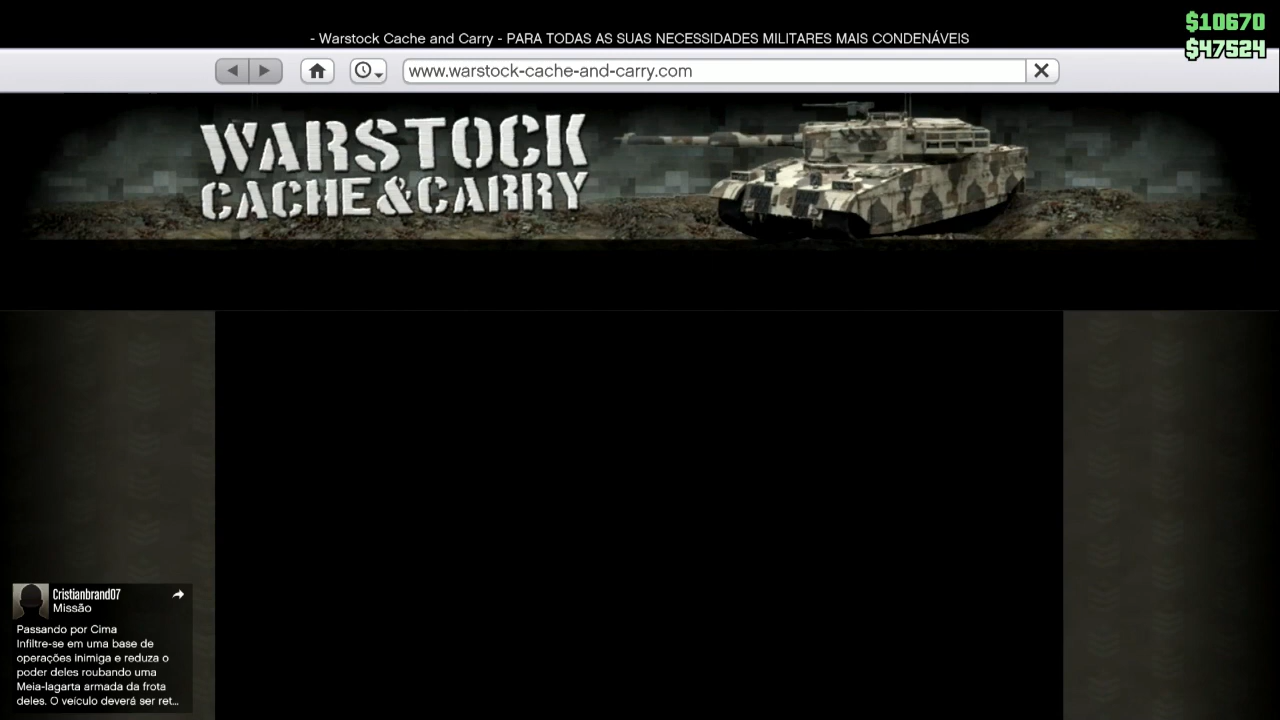 $10670
- Warstock Cache and Carry - PARA TODAS AS SUAS NECESSIDADES MILITARES MAIS CONDENÁVEIS
$47524
www.warstock-cache-and-carry.com
WARSTOCK
CACHE&CARRY
Cristianbrand07
Missão
Passando por Cima
Infiltre-se em uma base de
operações inimiga e reduza o
poder deles roubando uma
Meia-lagarta armada da frota
deles. O veículo deverá ser ret...